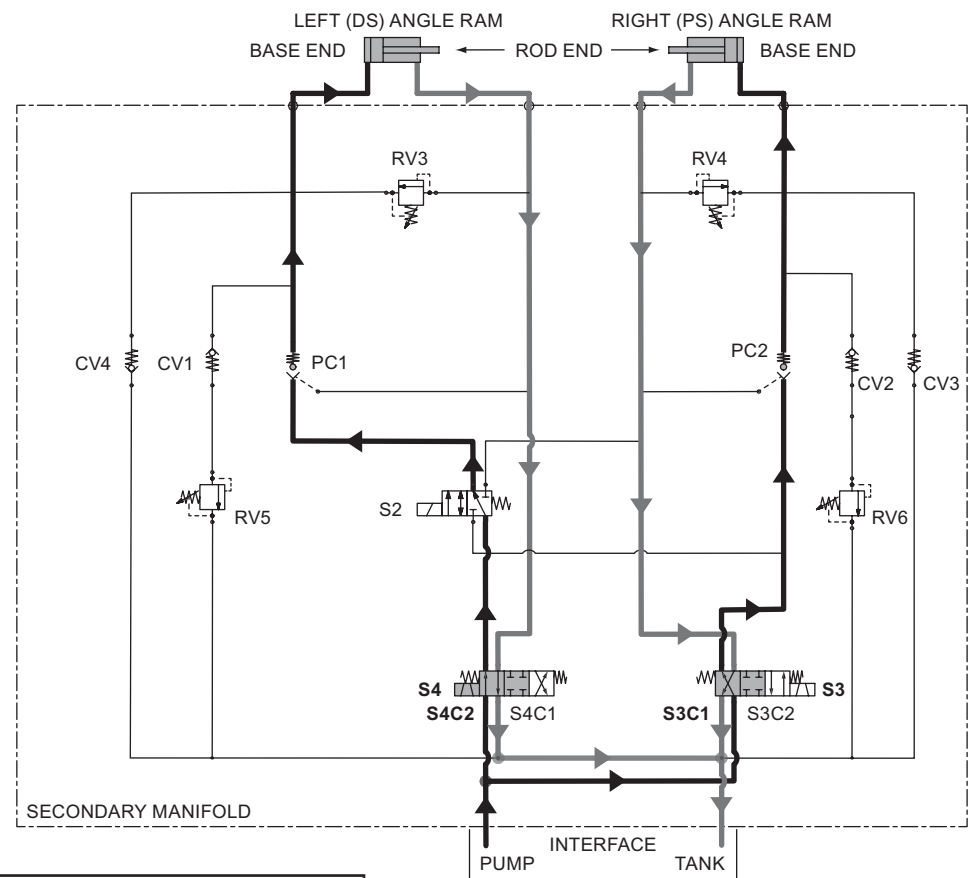 LEFT (DS) ANGLE RAM
RIGHT (PS) ANGLE RAM
BASE END
ROD END
BASE END
RV3
RV4
CV4
CV1
PC1
PC2
CV2
CV3
S2
RV5
RV6
S4
S4C2
S4C1
S3C1
S3C2
S3
SECONDARY MANIFOLD
INTERFACE
PUMP
TANK